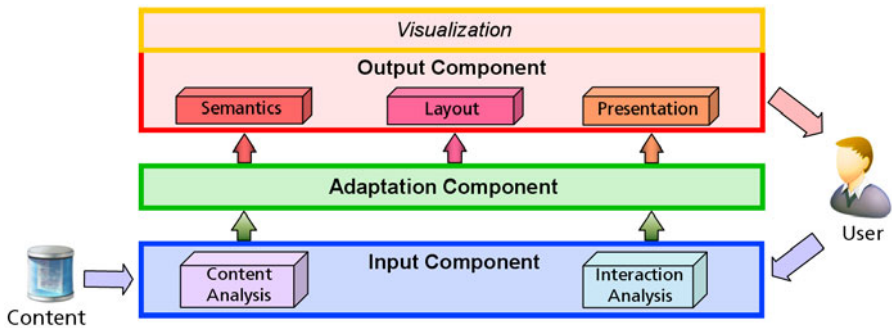 Visualization
Output Component
Semantics
Layout
Presentation
Adaptation Component
User
Input Component
Content
Analysis
Interaction
Analysis
Content